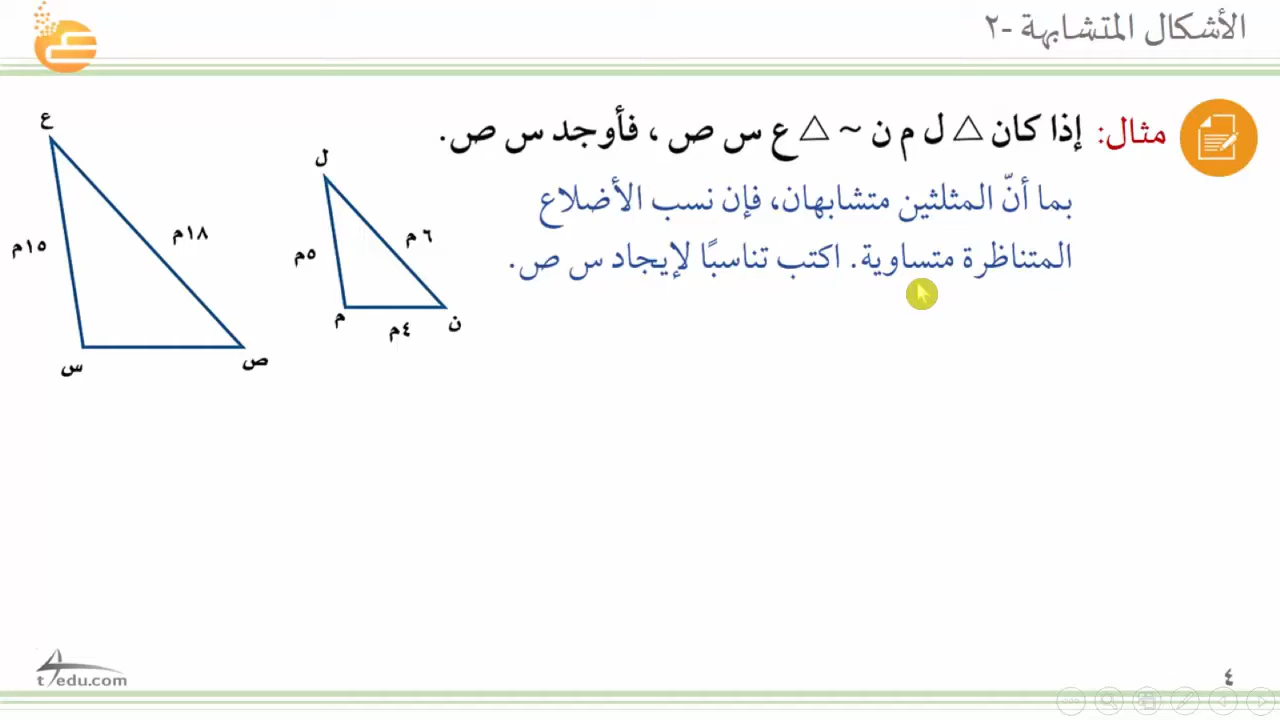 الأشكال المتشابهة -٢
مثال: إذا كان △ ل م ن ~ △ ع س ص ، فأوجد س ص.
بما أنّ المثلثين متشابهان، فإن نسب الأضلاع
المتناظرة متساوية. اكتب تناسبًا لإيجاد س ص.
ع
ل
١٨م
٦ م
١٥م
٥م
م
ن
٤م
س
ص
t4edu.com
٤